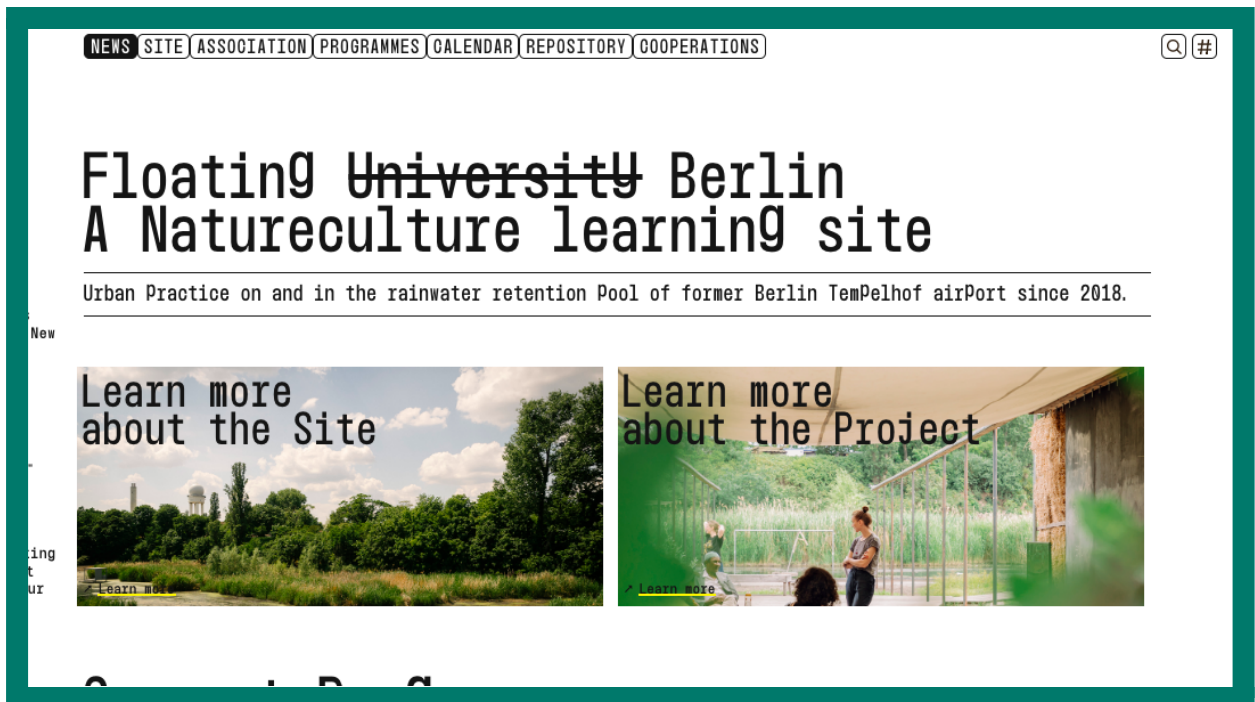 NEWS SITE ASSOCIATION PROGRAMMES CALENDAR REPOSITORY COOPERATIONS #
Floating University Berlin
A Natureculture learning site
Urban Practice on and in the rainwater retention Pool of former Berlin TemPelhof airPort since 2018.
New
Learn more
about the Site
↗ Learn more
Learn more
about the Project
↗ Learn more